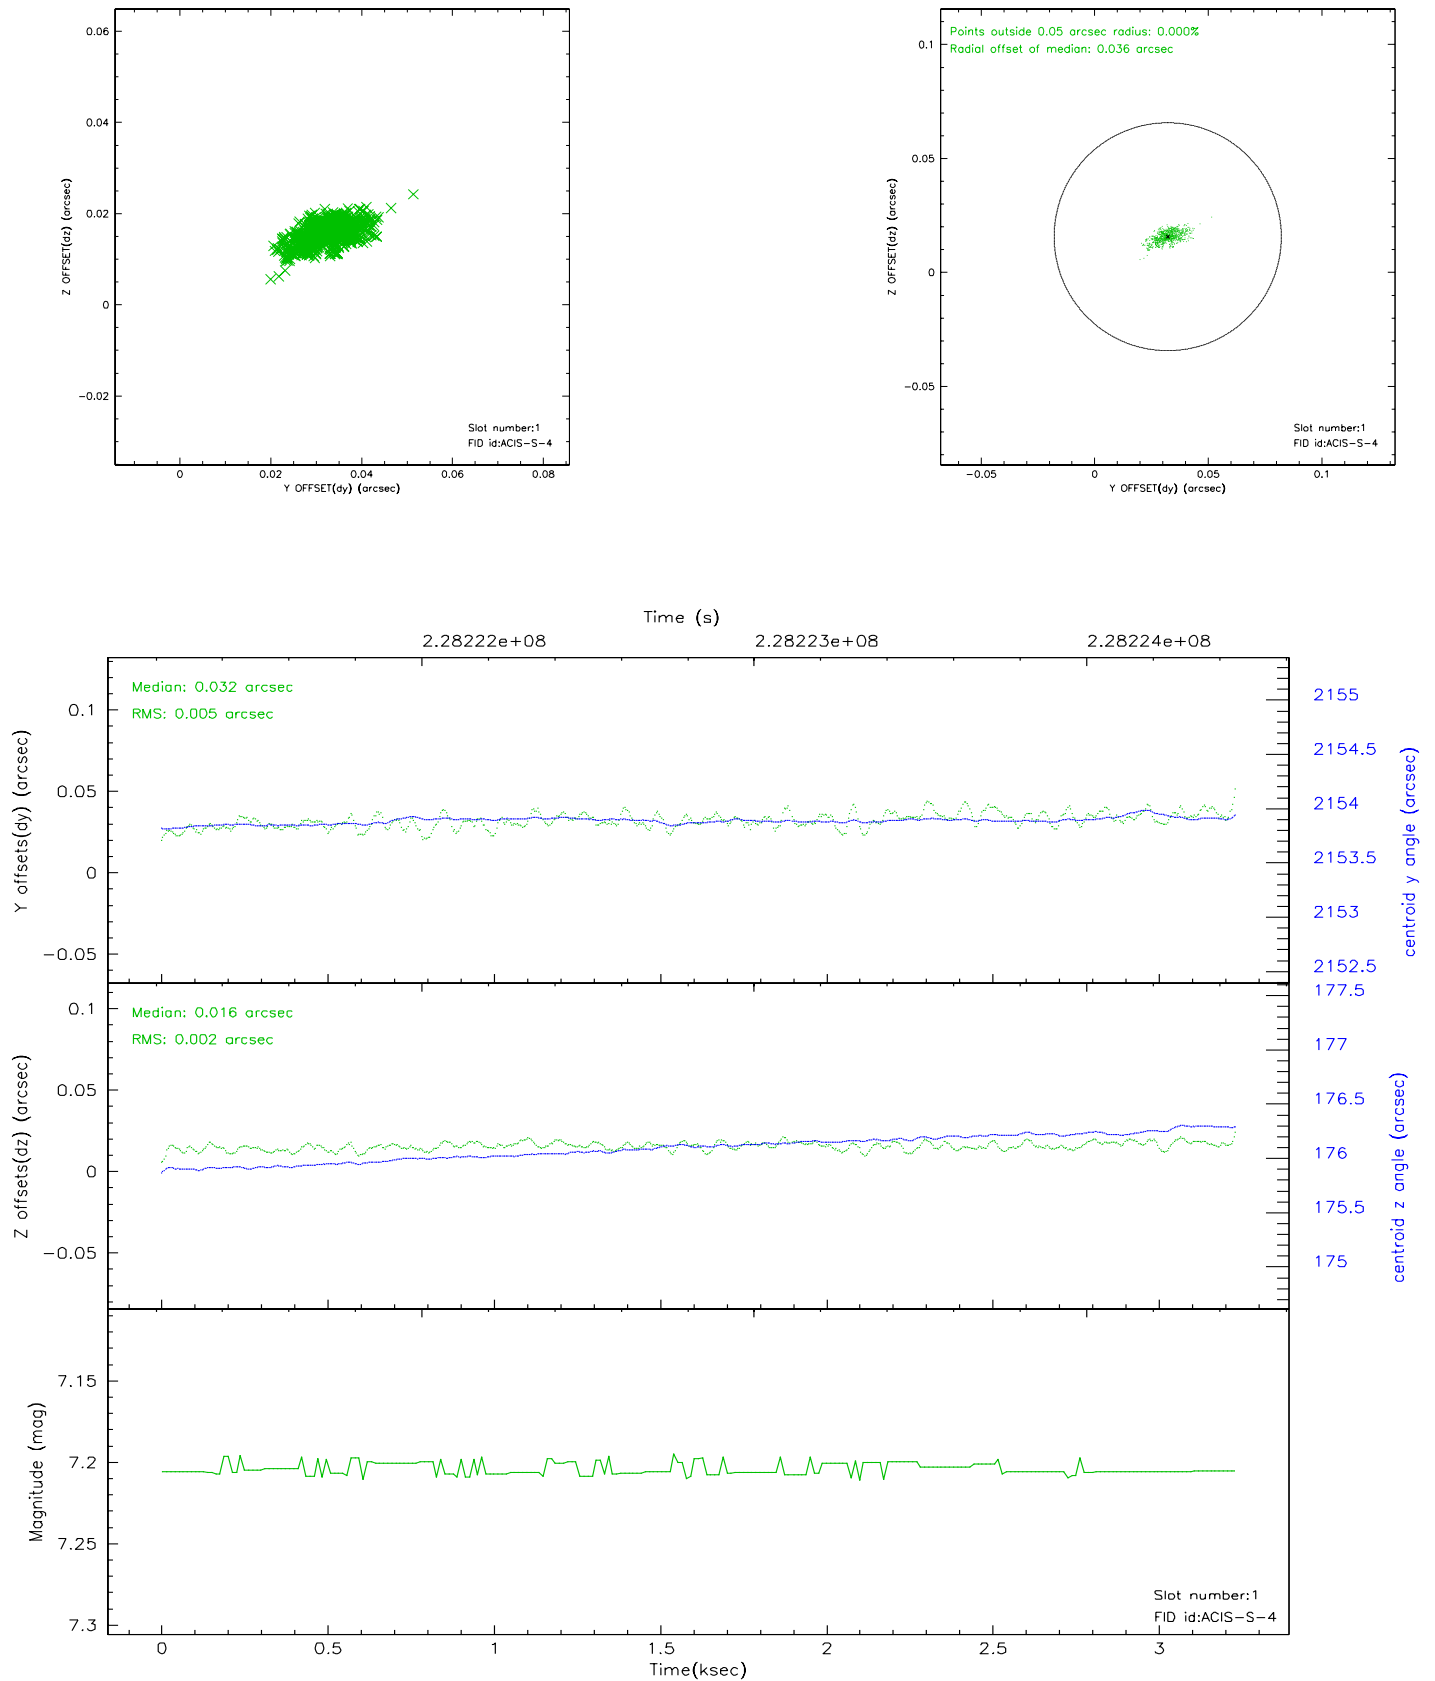 0.06
0.04
0.02
0
−0.02
Z OFFSET(dz) (arcsec)
Slot number:1
FID id:ACIS−S−4
0 0.02 0.04 0.06 0.08
Y OFFSET(dy) (arcsec)
Points outside 0.05 arcsec radius: 0.000%
Radial offset of median: 0.036 arcsec
0.1
0.05
0
−0.05
Z OFFSET(dz) (arcsec)
Slot number:1
FID id:ACIS−S−4
−0.05 0 0.05 0.1
Y OFFSET(dy) (arcsec)
Time (s)
2.28222e+08 2.28223e+08 2.28224e+08
Median: 0.032 arcsec
RMS: 0.005 arcsec
0.1
0.05
0
−0.05
Y offsets(dy) (arcsec)
2155
2154.5
2154
2153.5
2153
2152.5
centroid y angle (arcsec)
Median: 0.016 arcsec
RMS: 0.002 arcsec
0.1
0.05
0
−0.05
Z offsets(dz) (arcsec)
177.5
177
176.5
176
175.5
175
centroid z angle (arcsec)
7.15
7.2
7.25
7.3
Magnitude (mag)
Slot number:1
FID id:ACIS−S−4
0 0.5 1 1.5 2 2.5 3
Time(ksec)